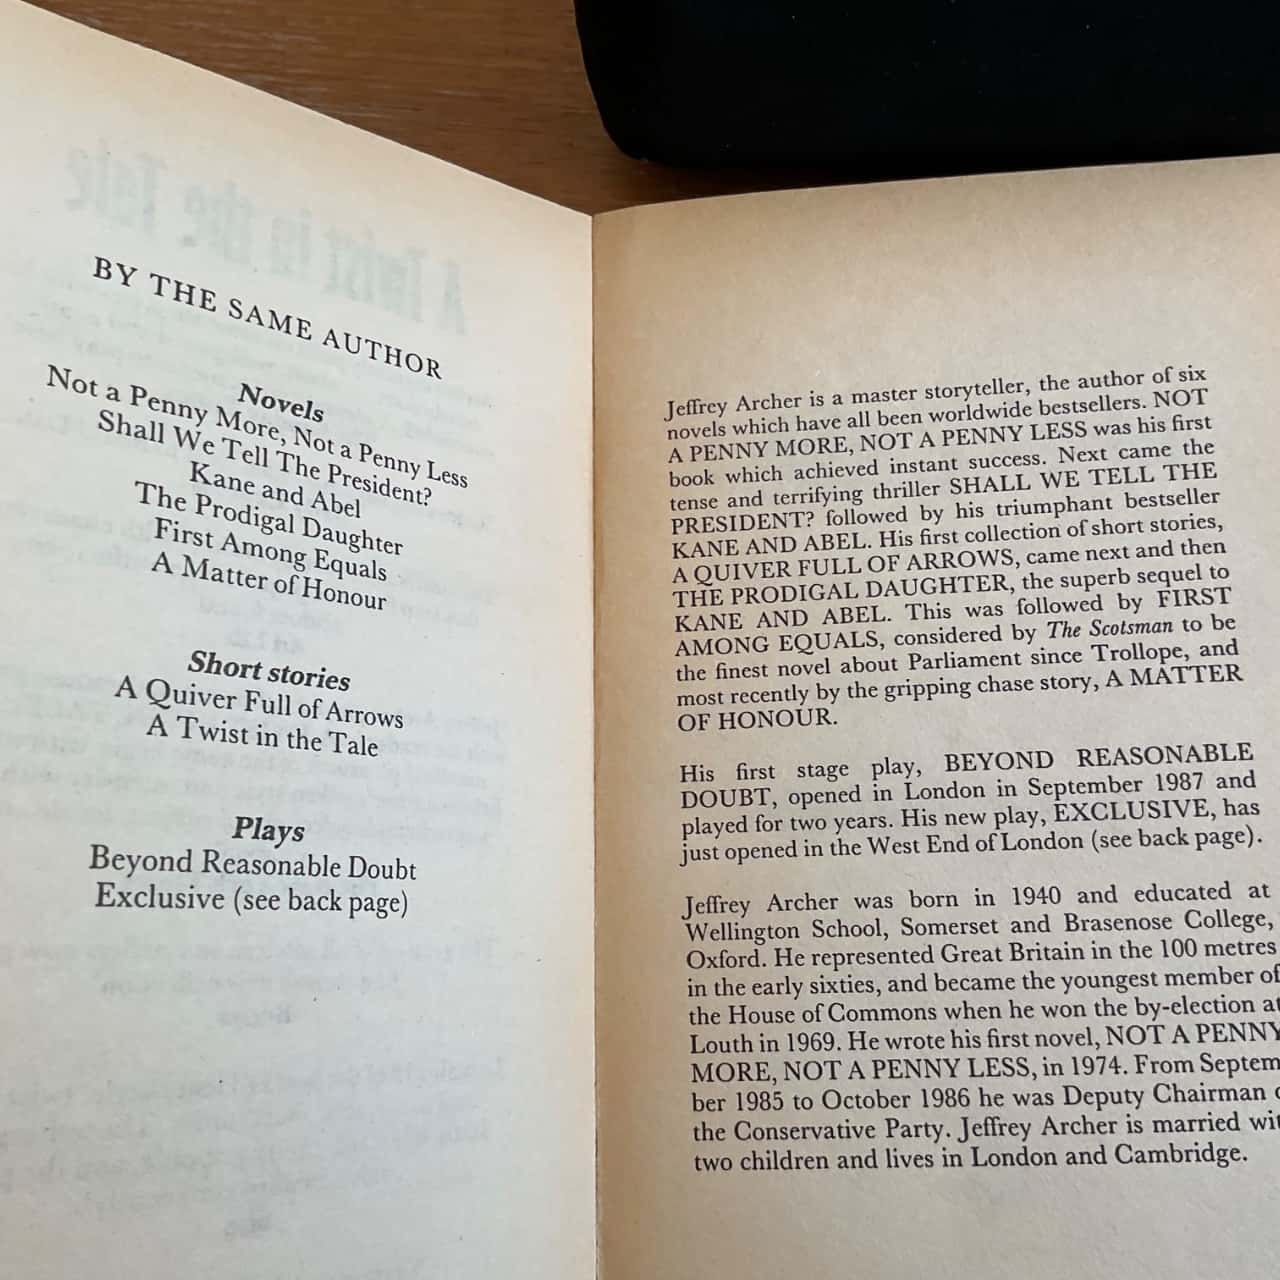 BY THE SAME AUTHOR
Novels
Not a Penny More, Not a Penny Less
Shall We Tell The President?
Kane and Abel
The Prodigal Daughter
First Among Equals
A Matter of Honour
Short stories
A Quiver Full of Arrows
A Twist in the Tale
Plays
Beyond Reasonable Doubt
Exclusive (see back page)
Jeffrey Archer is a master storyteller, the author of six
novels which have all been worldwide bestsellers. NOT
A PENNY MORE, NOT A PENNY LESS was his first
book which achieved instant success. Next came the
tense and terrifying thriller SHALL WE TELL THE
PRESIDENT? followed by his triumphant bestseller
KANE AND ABEL. His first collection of short stories,
A QUIVER FULL OF ARROWS, came next and then
THE PRODIGAL DAUGHTER, the superb sequel to
KANE AND ABEL. This was followed by FIRST
AMONG EQUALS, considered by The Scotsman to be
the finest novel about Parliament since Trollope, and
most recently by the gripping chase story, A MATTER
OF HONOUR.
His first stage play, BEYOND REASONABLE
DOUBT, opened in London in September 1987 and
played for two years. His new play, EXCLUSIVE, has
just opened in the West End of London (see back page).
Jeffrey Archer was born in 1940 and educated at
Wellington School, Somerset and Brasenose College,
Oxford. He represented Great Britain in the 100 metres
in the early sixties, and became the youngest member of
the House of Commons when he won the by-election at
Louth in 1969. He wrote his first novel, NOT A PENNY
MORE, NOT A PENNY LESS, in 1974. From Septem
ber 1985 to October 1986 he was Deputy Chairman
the Conservative Party. Jeffrey Archer is married wit
two children and lives in London and Cambridge.